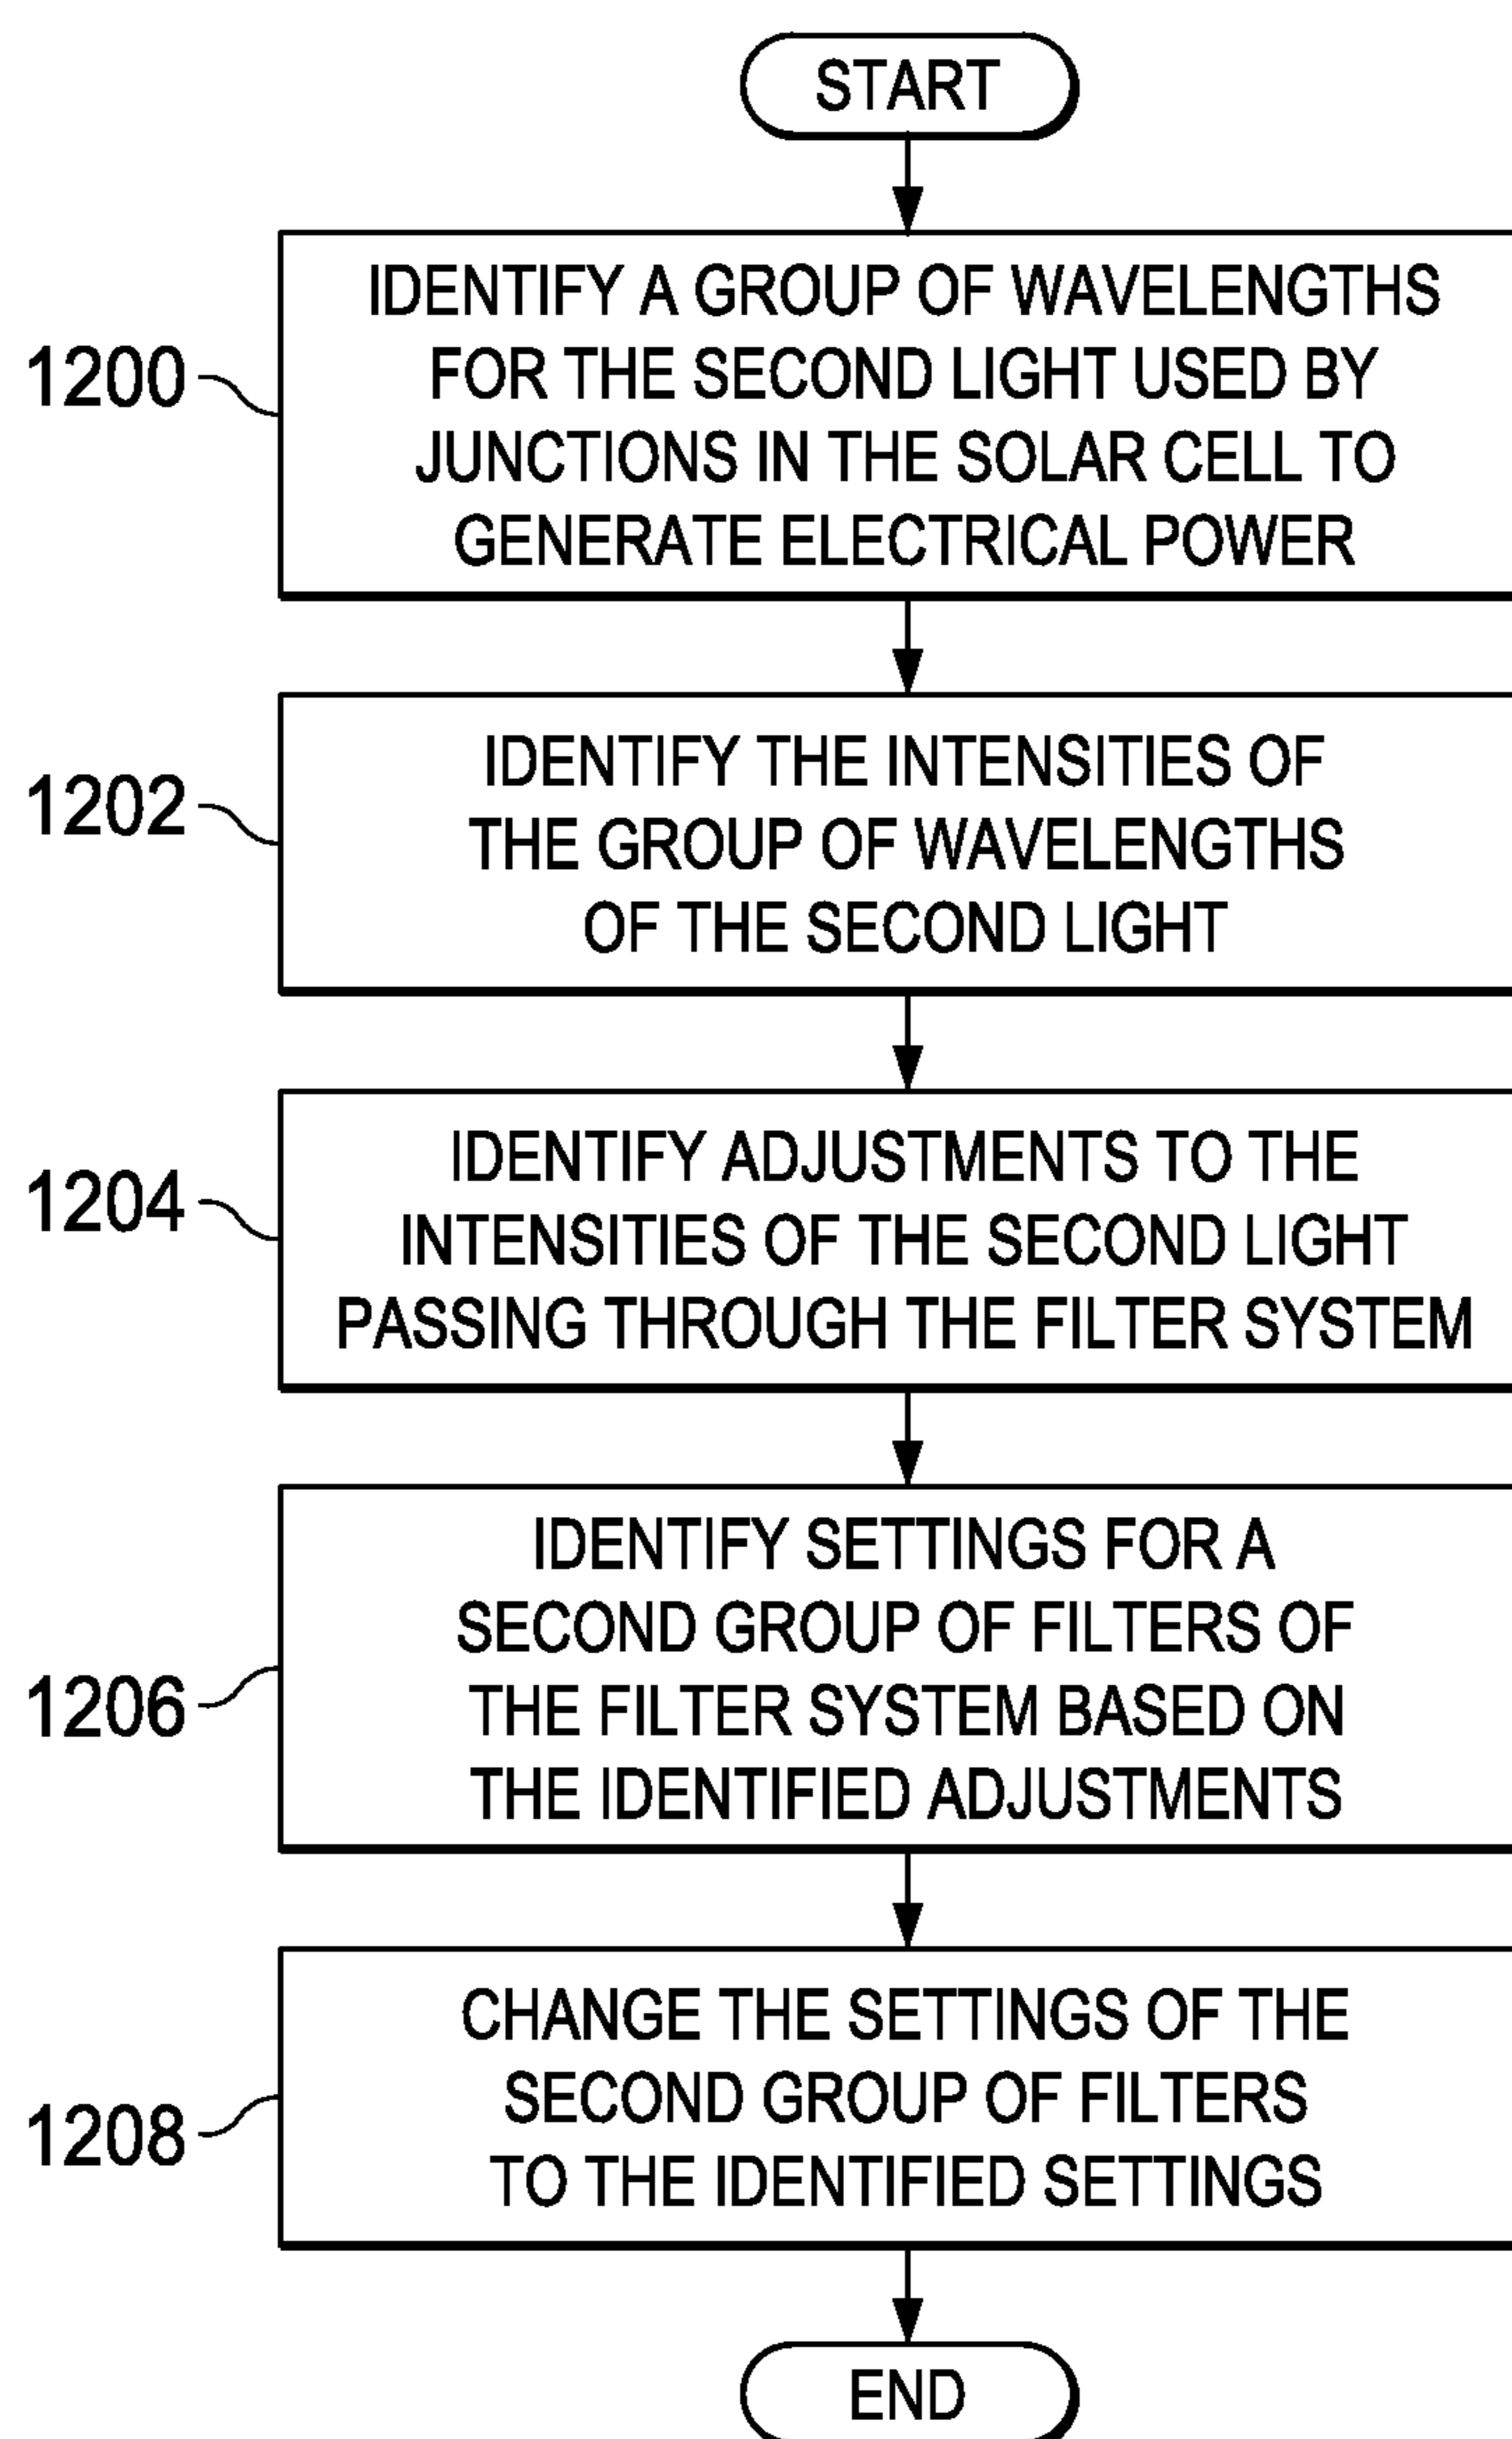 START
IDENTIFY A GROUP OF WAVELENGTHS
FOR THE SECOND LIGHT USED BY
JUNCTIONS IN THE SOLAR CELL TO
GENERATE ELECTRICAL POWER
1200
IDENTIFY THE INTENSITIES OF
THE GROUP OF WAVELENGTHS
OF THE SECOND LIGHT
1202
IDENTIFY ADJUSTMENTS TO THE
INTENSITIES OF THE SECOND LIGHT
PASSING THROUGH THE FILTER SYSTEM
1204
IDENTIFY SETTINGS FOR A
SECOND GROUP OF FILTERS OF
THE FILTER SYSTEM BASED ON
THE IDENTIFIED ADJUSTMENTS
1206
CHANGE THE SETTINGS OF THE
SECOND GROUP OF FILTERS
TO THE IDENTIFIED SETTINGS
1208
END